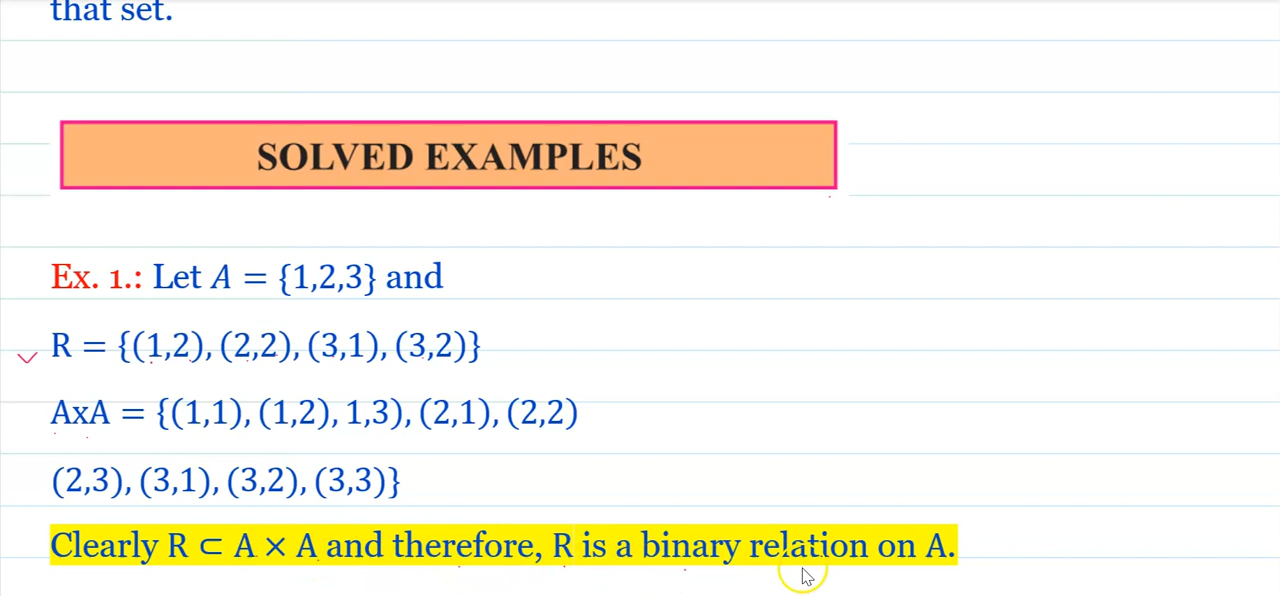 that set.
SOLVED EXAMPLES
Ex. 1.: Let A = {1,2,3} and
R = {(1,2), (2,2), (3,1), (3,2)}
AxA = {(1,1), (1,2), 1,3), (2,1), (2,2)
(2,3), (3,1), (3,2), (3,3)}
Clearly R ⊂ A × A and therefore, R is a binary relation on A.